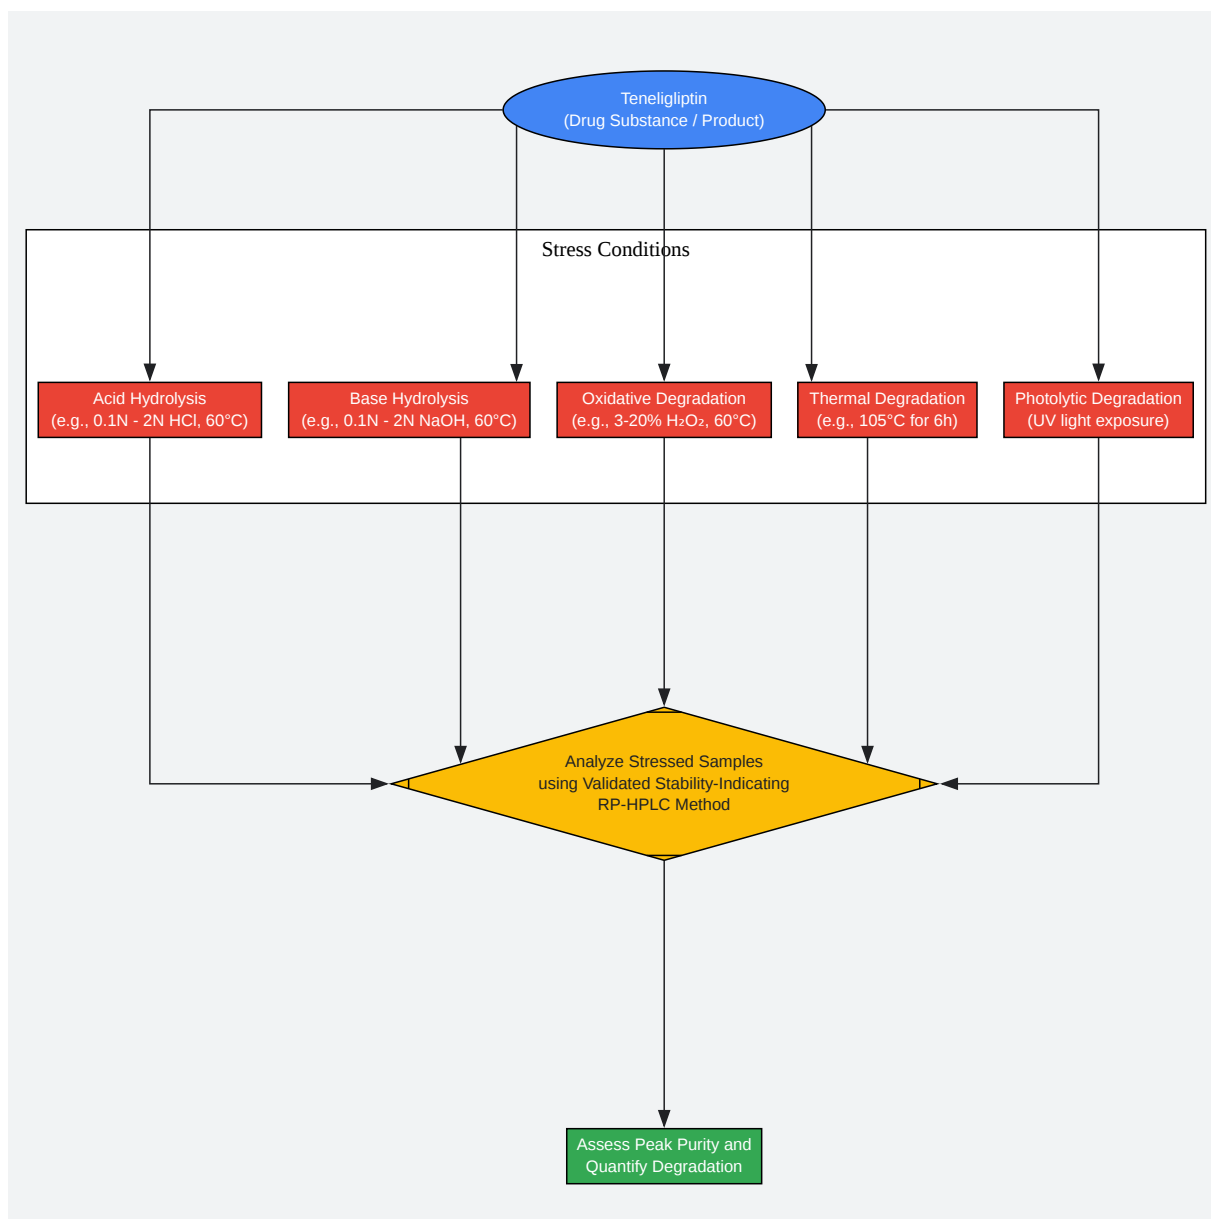 Teneligliptin
(Drug Substance / Product)
Stress Conditions
Acid Hydrolysis
(e.g., 0.1N - 2N HCl, 60°C)
Base Hydrolysis
(e.g., 0.1N - 2N NaOH, 60°C)
Oxidative Degradation
(e.g., 3-20% H₂O₂, 60°C)
Thermal Degradation
(e.g., 105°C for 6h)
Photolytic Degradation
(UV light exposure)
Analyze Stressed Samples
using Validated Stability-Indicating
RP-HPLC Method
Assess Peak Purity and
Quantify Degradation